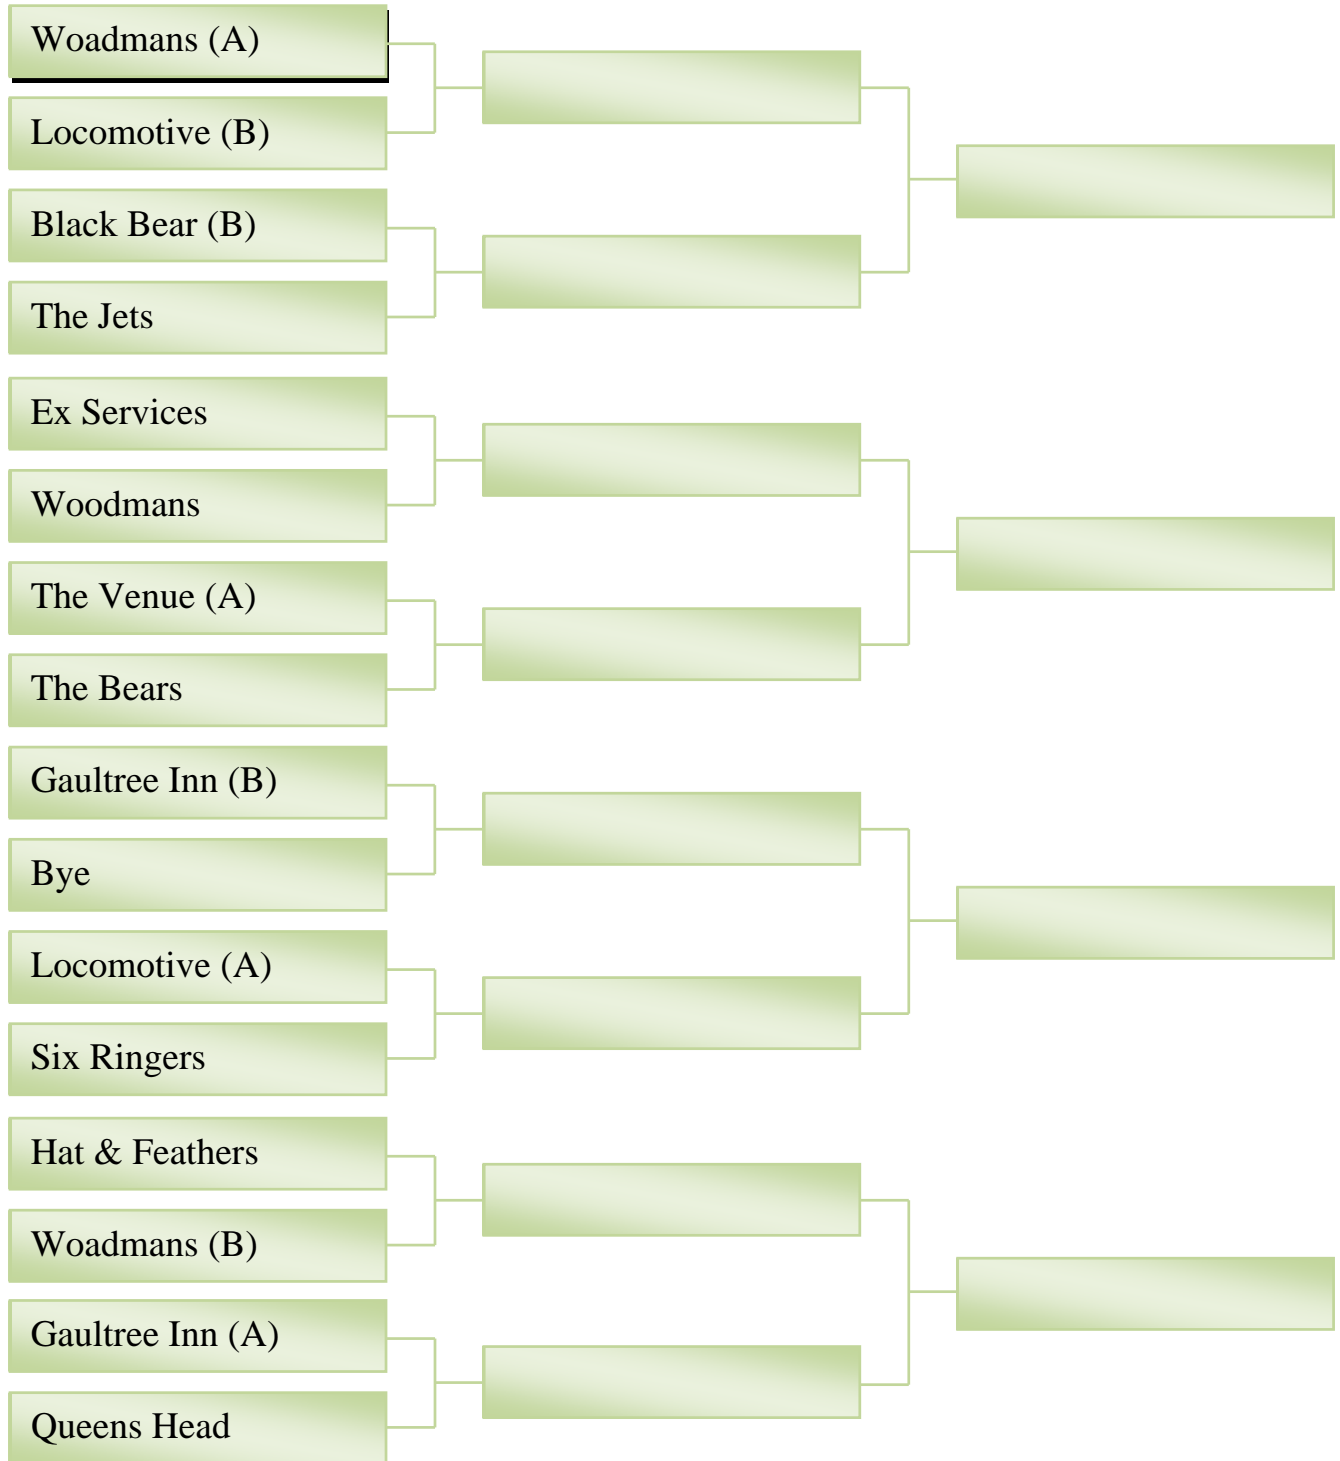 Woadmans (A)
Locomotive (B)
Black Bear (B)
The Jets
Ex Services
Woodmans
The Venue (A)
The Bears
Gaultree Inn (B)
Bye
Locomotive (A)
Six Ringers
Hat & Feathers
Woadmans (B)
Gaultree Inn (A)
Queens Head